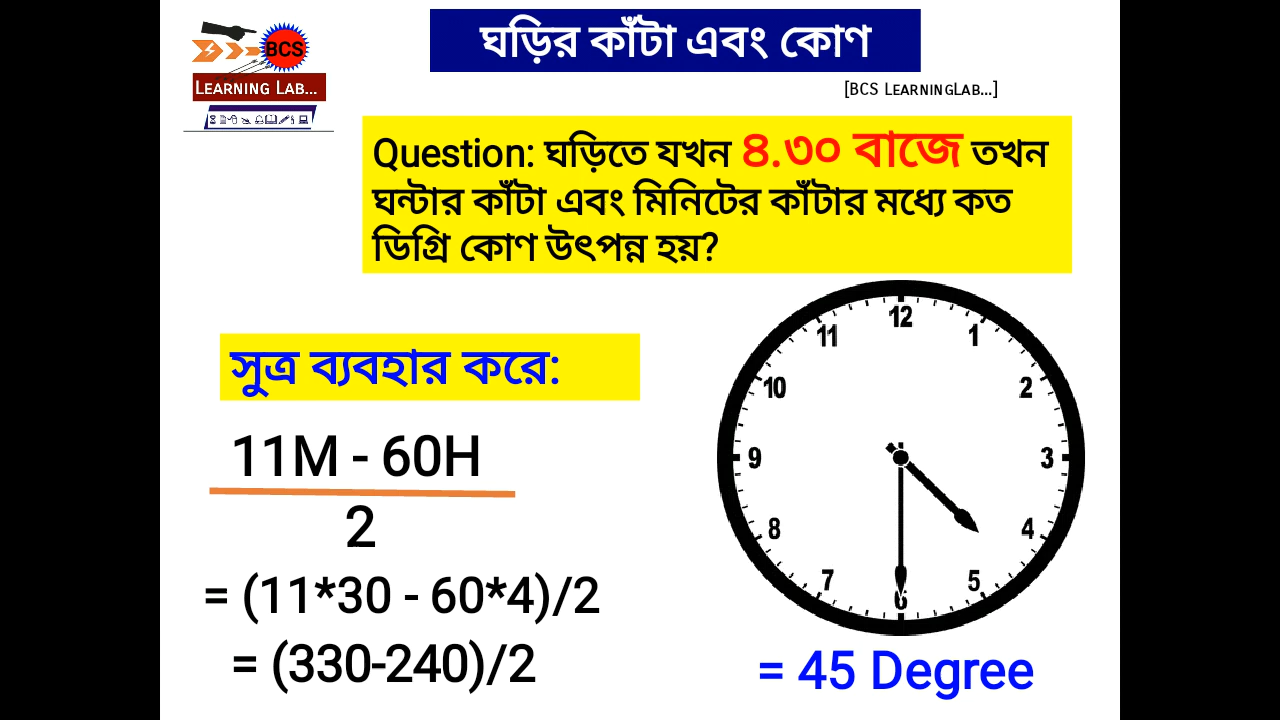 ঘড়ির কাঁটা এবং কোণ
BCS
LEARNING LAB...
[BCS LEARNINGLAB...]
Question: ঘড়িতে যখন ৪.৩০ বাজে তখন
ঘন্টার কাঁটা এবং মিনিটের কাঁটার মধ্যে কত
ডিগ্রি কোণ উৎপন্ন হয়?
সুত্র ব্যবহার করে:
11M - 60H
2
= (11*30 - 60*4)/2
= (330-240)/2
12
1
2
3
4
5
6
7
8
9
10
11
= 45 Degree